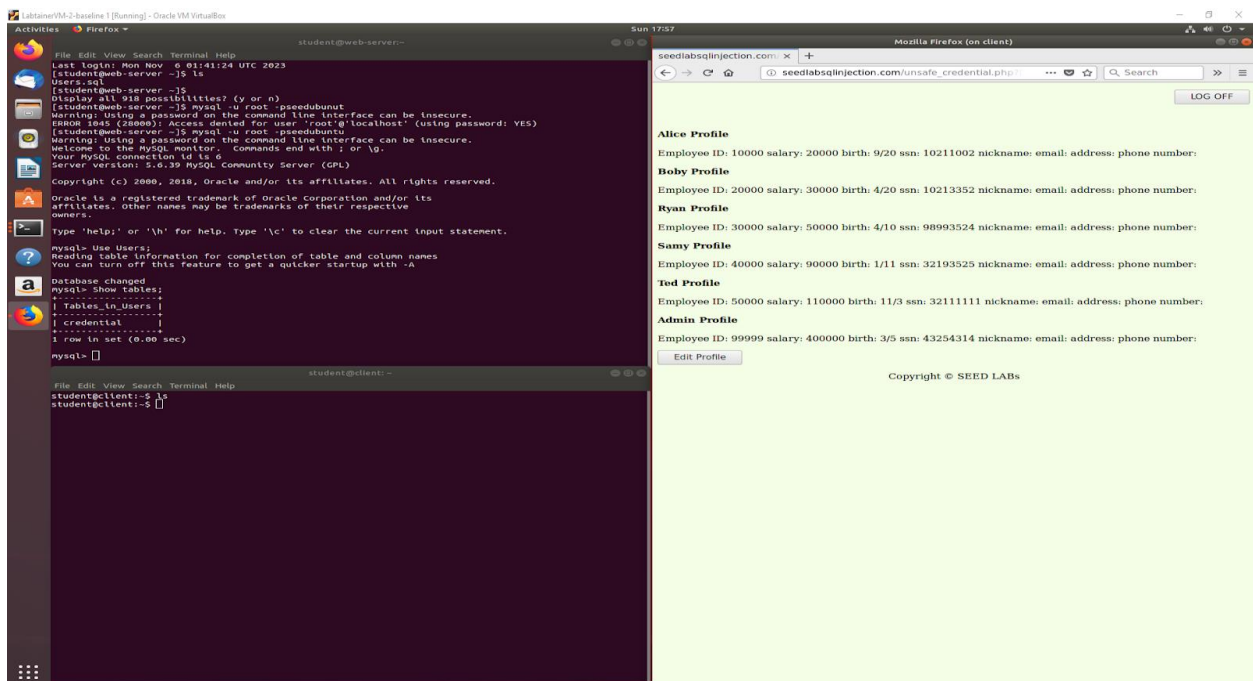 LabtainerVM-2-baseline 1 [Running] - Oracle VM VirtualBox
Activities Firefox Sun 17:57
student@web-server:~
File Edit View Search Terminal Help
Last login: Mon Nov  6 01:41:24 UTC 2023
[student@web-server ~]$ ls
Users.sql
[student@web-server ~]$
Display all 918 possibilities? (y or n)
[student@web-server ~]$ mysql -u root -pseedubunut
Warning: Using a password on the command line interface can be insecure.
ERROR 1045 (28000): Access denied for user 'root'@'localhost' (using password: YES)
[student@web-server ~]$ mysql -u root -pseedubuntu
Warning: Using a password on the command line interface can be insecure.
Welcome to the MySQL monitor.  Commands end with ; or \g.
Your MySQL connection id is 6
Server version: 5.6.39 MySQL Community Server (GPL)
Copyright (c) 2000, 2018, Oracle and/or its affiliates. All rights reserved.
Oracle is a registered trademark of Oracle Corporation and/or its
affiliates. Other names may be trademarks of their respective
owners.
Type 'help;' or '\h' for help. Type '\c' to clear the current input statement.
mysql> Use Users;
Reading table information for completion of table and column names
You can turn off this feature to get a quicker startup with -A
Database changed
mysql> Show tables;
+-----------------+
| Tables_in_Users |
+-----------------+
| credential      |
+-----------------+
1 row in set (0.00 sec)
mysql>
student@client: ~
File Edit View Search Terminal Help
student@client:~$ ls
student@client:~$
Mozilla Firefox (on client)
seedlabsqlinjection.com/
seedlabsqlinjection.com/unsafe_credential.php?
Search
LOG OFF
Alice Profile
Employee ID: 10000 salary: 20000 birth: 9/20 ssn: 10211002 nickname: email: address: phone number:
Boby Profile
Employee ID: 20000 salary: 30000 birth: 4/20 ssn: 10213352 nickname: email: address: phone number:
Ryan Profile
Employee ID: 30000 salary: 50000 birth: 4/10 ssn: 98993524 nickname: email: address: phone number:
Samy Profile
Employee ID: 40000 salary: 90000 birth: 1/11 ssn: 32193525 nickname: email: address: phone number:
Ted Profile
Employee ID: 50000 salary: 110000 birth: 11/3 ssn: 32111111 nickname: email: address: phone number:
Admin Profile
Employee ID: 99999 salary: 400000 birth: 3/5 ssn: 43254314 nickname: email: address: phone number:
Edit Profile
Copyright © SEED LABs